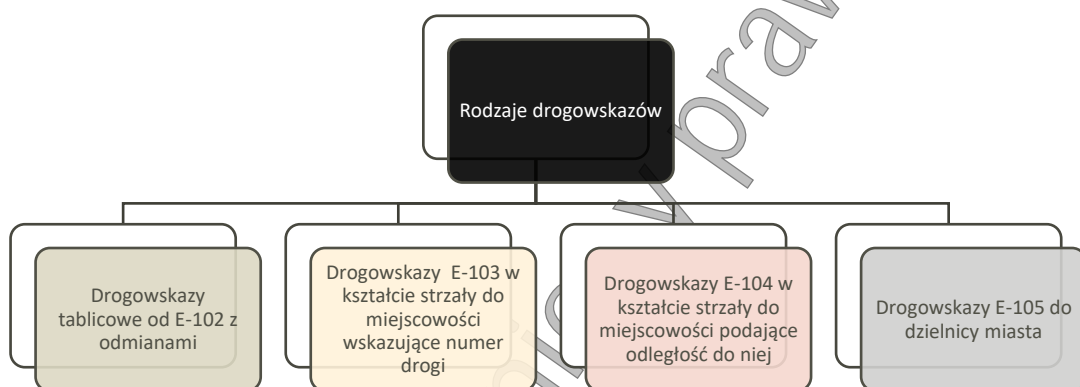 Rodzaje drogowskazów
Drogowskazy
tablicowe od E-102 z
odmianami
Drogowskazy  E-103 w
kształcie strzały do
miejscowości
wskazujące numer
drogi
Drogowskazy E-104 w
kształcie strzały do
miejscowości podające
odległość do niej
Drogowskazy E-105 do
dzielnicy miasta